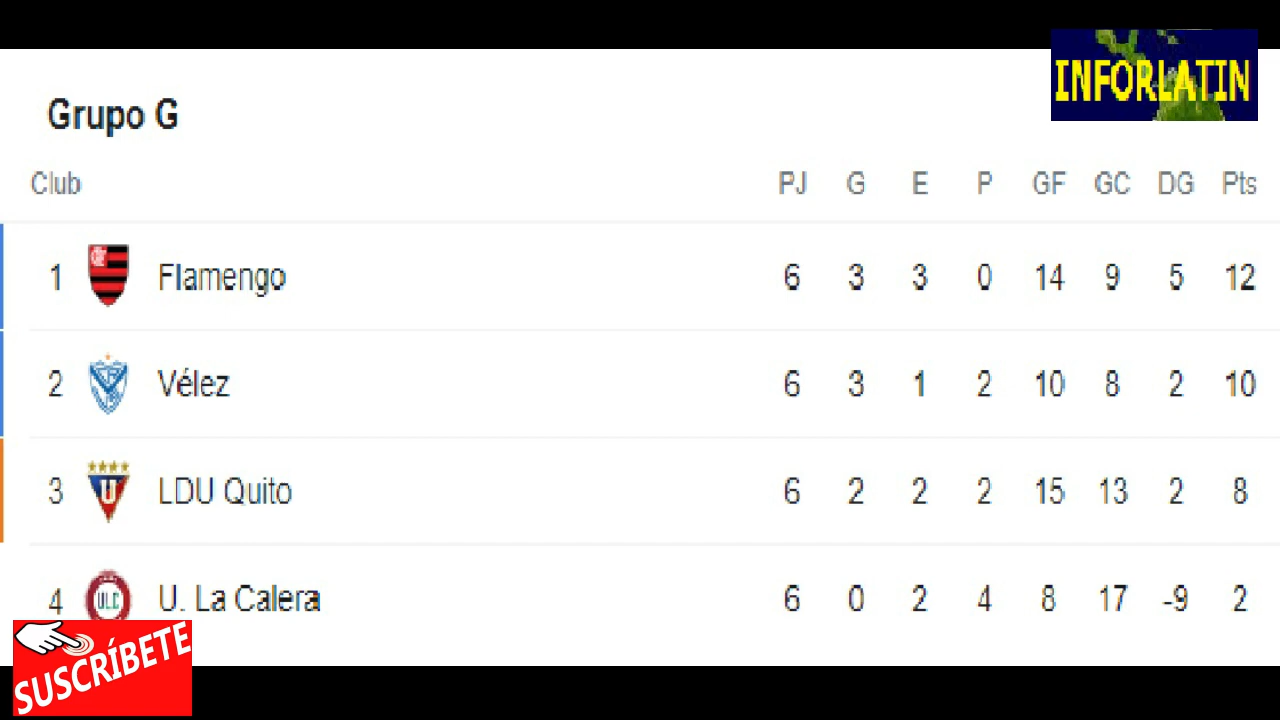 INFORLATIN
Grupo G
Club PJ G E P GF GC DG Pts
1 Flamengo 6 3 3 0 14 9 5 12
2 Vélez 6 3 1 2 10 8 2 10
3 LDU Quito 6 2 2 2 15 13 2 8
4 U. La Calera 6 0 2 4 8 17 -9 2
SUSCRÍBETE